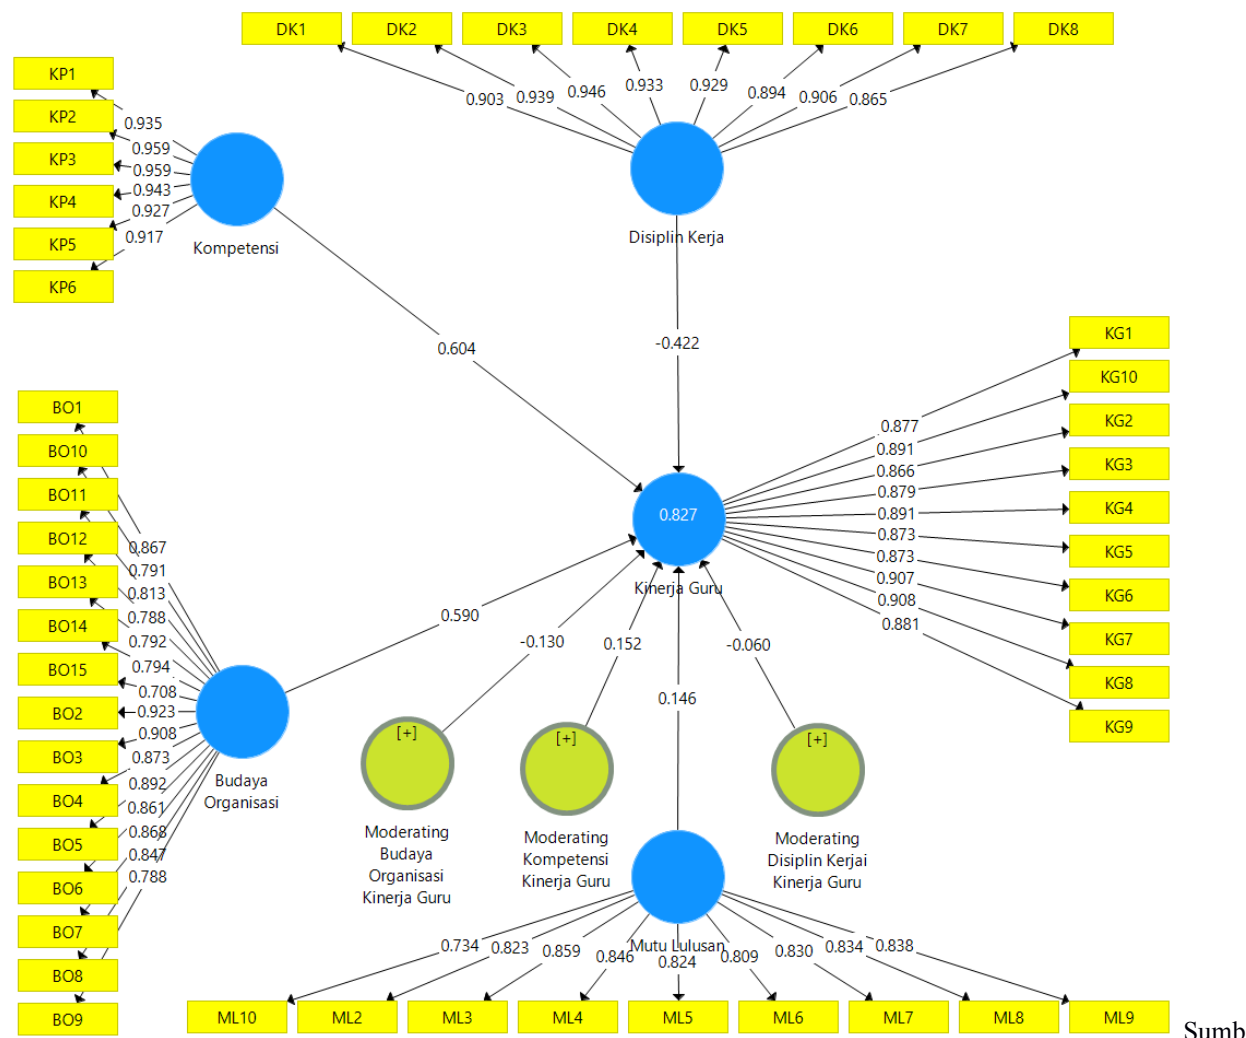 DK1 DK2 DK3 DK4 DK5 DK6 DK7 DK8
0.903 0.939 0.946 0.933 0.929 0.894 0.906 0.865
KP1
KP2
KP3
KP4
KP5
KP6
0.935
0.959
0.959
0.943
0.927
0.917
Kompetensi
Disiplin Kerja
0.604
-0.422
KG1
KG10
KG2
KG3
KG4
KG5
KG6
KG7
KG8
KG9
0.877
0.891
0.866
0.879
0.891
0.873
0.873
0.907
0.908
0.881
0.827
Kinerja Guru
BO1
BO10
BO11
BO12
BO13
BO14
BO15
BO2
BO3
BO4
BO5
BO6
BO7
BO8
BO9
0.867
0.791
0.813
0.788
0.792
0.794
0.708
0.923
0.908
0.873
0.892
0.861
0.868
0.847
0.788
Budaya
Organisasi
0.590
-0.130
0.152
0.146
-0.060
[+]
Moderating
Budaya
Organisasi
Kinerja Guru
[+]
Moderating
Kompetensi
Kinerja Guru
[+]
Moderating
Disiplin Kerjai
Kinerja Guru
Mutu Lulusan
0.734 0.823 0.859 0.846 0.824 0.809 0.830 0.834 0.838
ML10 ML2 ML3 ML4 ML5 ML6 ML7 ML8 ML9
Sumb